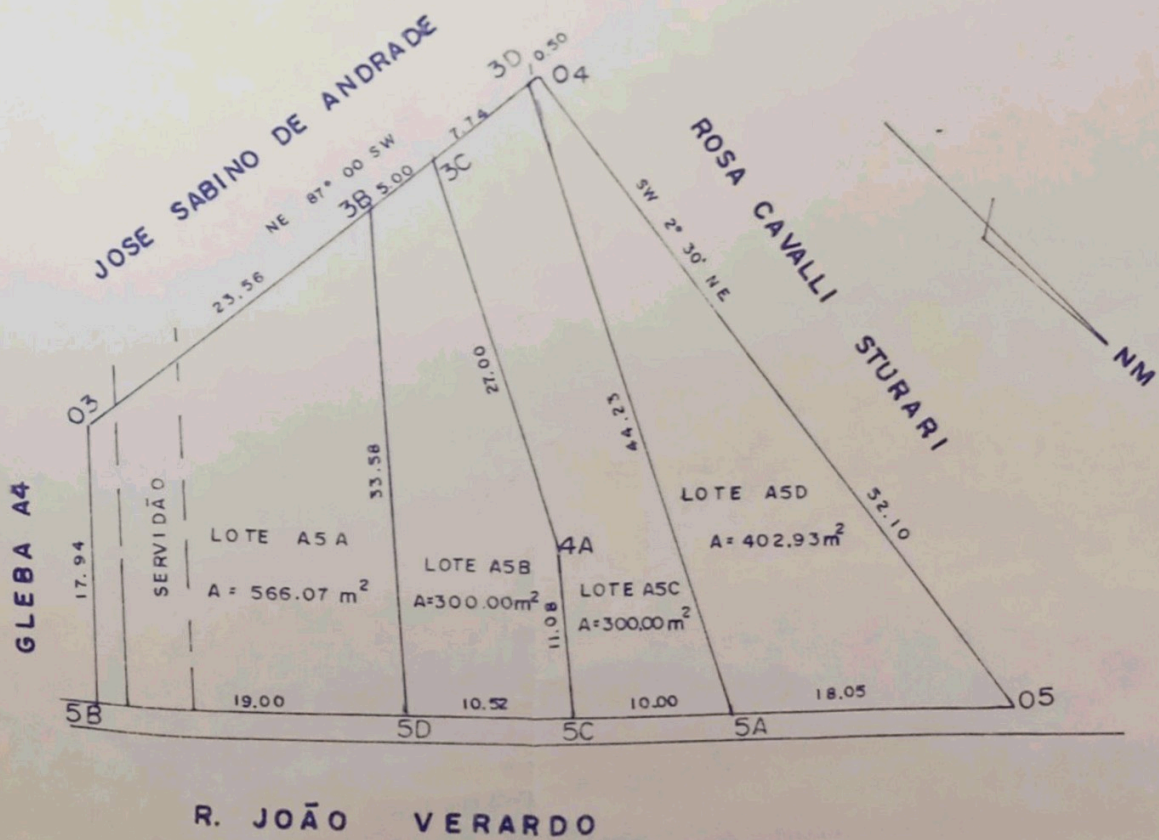 JOSE SABINO DE ANDRADE
NE 87° 00 SW
23.56
3B
5.00
3C
7.74
3D
0.50
04
ROSA CAVALLI STURARI
SW 2° 30' NE
52.10
NM
03
GLEBA A4
17.94
SERVIDÃO
LOTE A5A
A = 566.07 m²
33.58
LOTE A5B
A=300.00m²
27.00
4A
11.08
LOTE A5C
A=300,00 m²
44.23
LOTE A5D
A= 402.93m²
5B
19.00
5D
10.52
5C
10.00
5A
18.05
05
R. JOÃO VERARDO